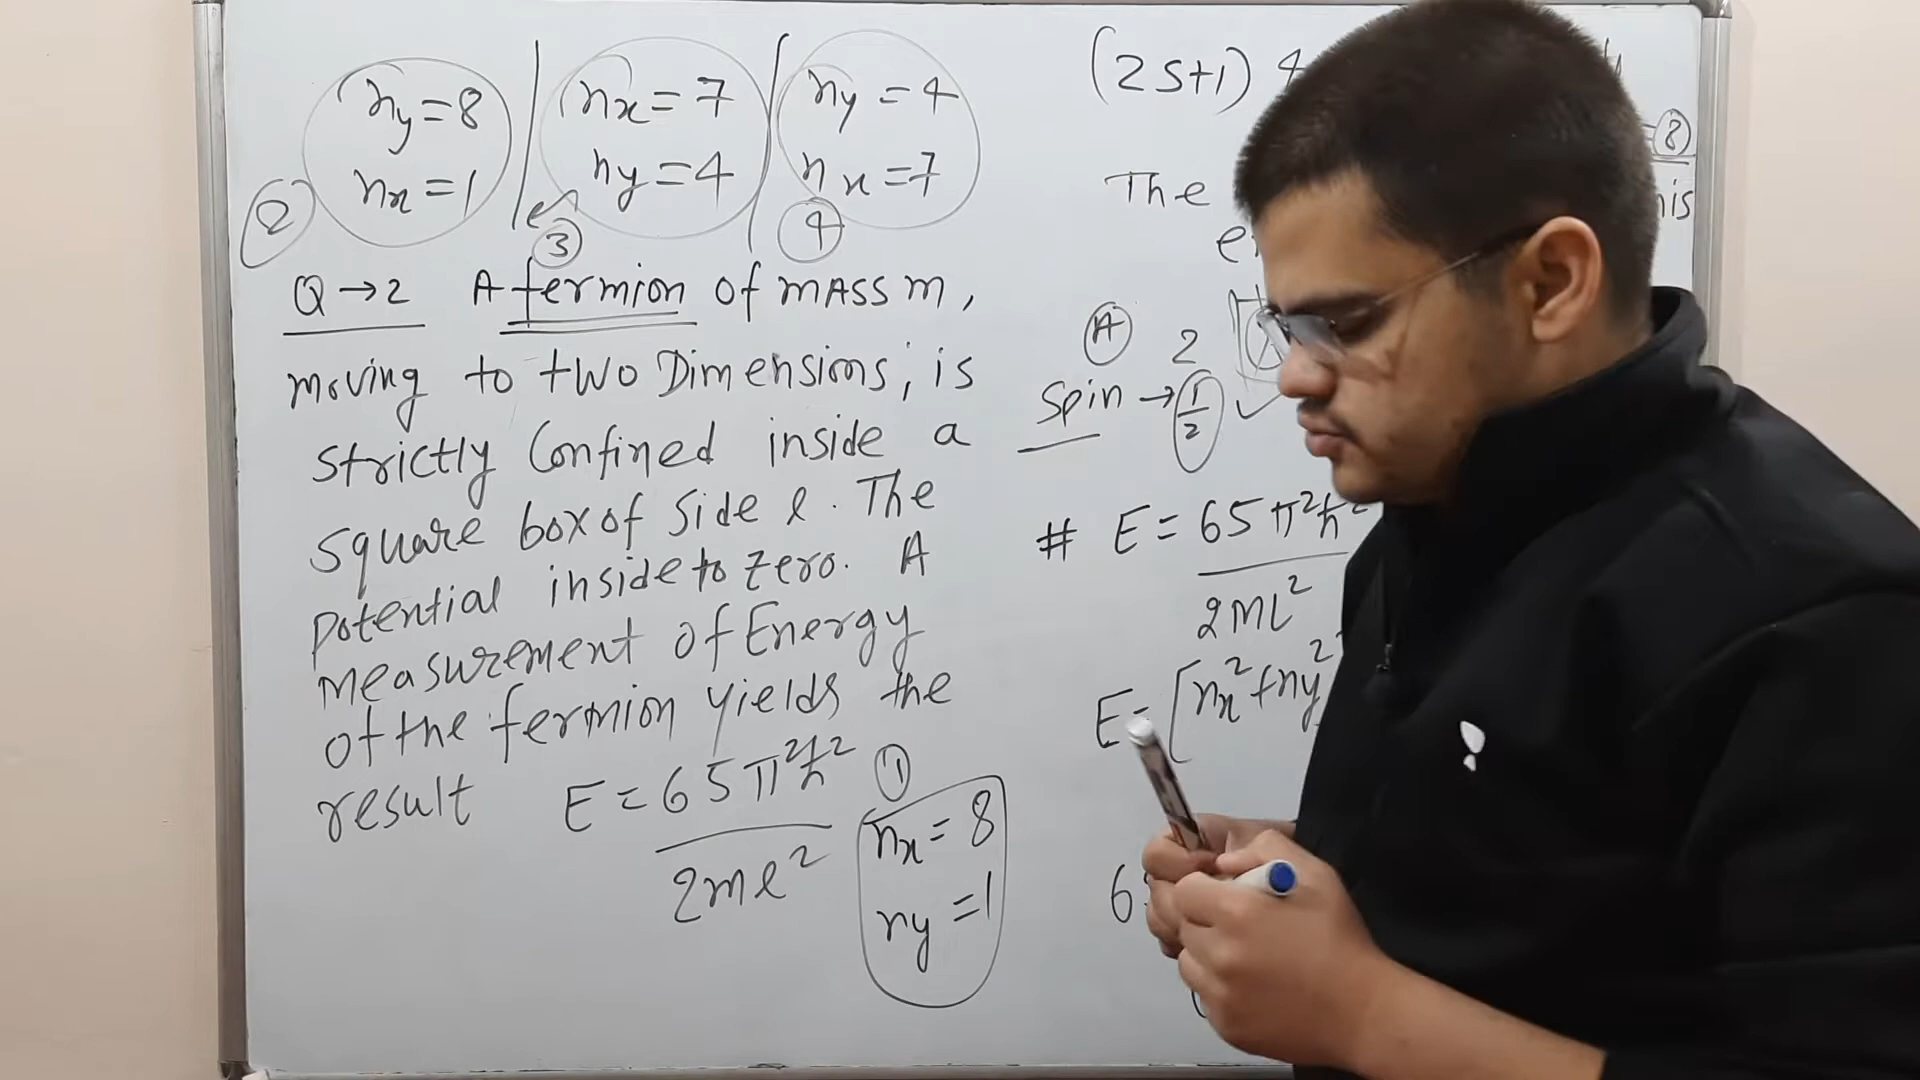 ny=8
nx=1
2
nx=7
ny=4
3
ny=4
nx=7
4
Q→2 A fermion of mass m,
moving to two Dimensions, is
strictly Confined inside a
square box of side l. The
potential inside to zero. A
measurement of Energy
of the fermion yields the
result E=65π²ħ²
2ml²
1
nx=8
ny=1
(2s+1) 4
=8
The
nis
A 2
Spin → 1/2 ✓
# E=65π²ħ²
2ml²
E=[nx²+ny²
6